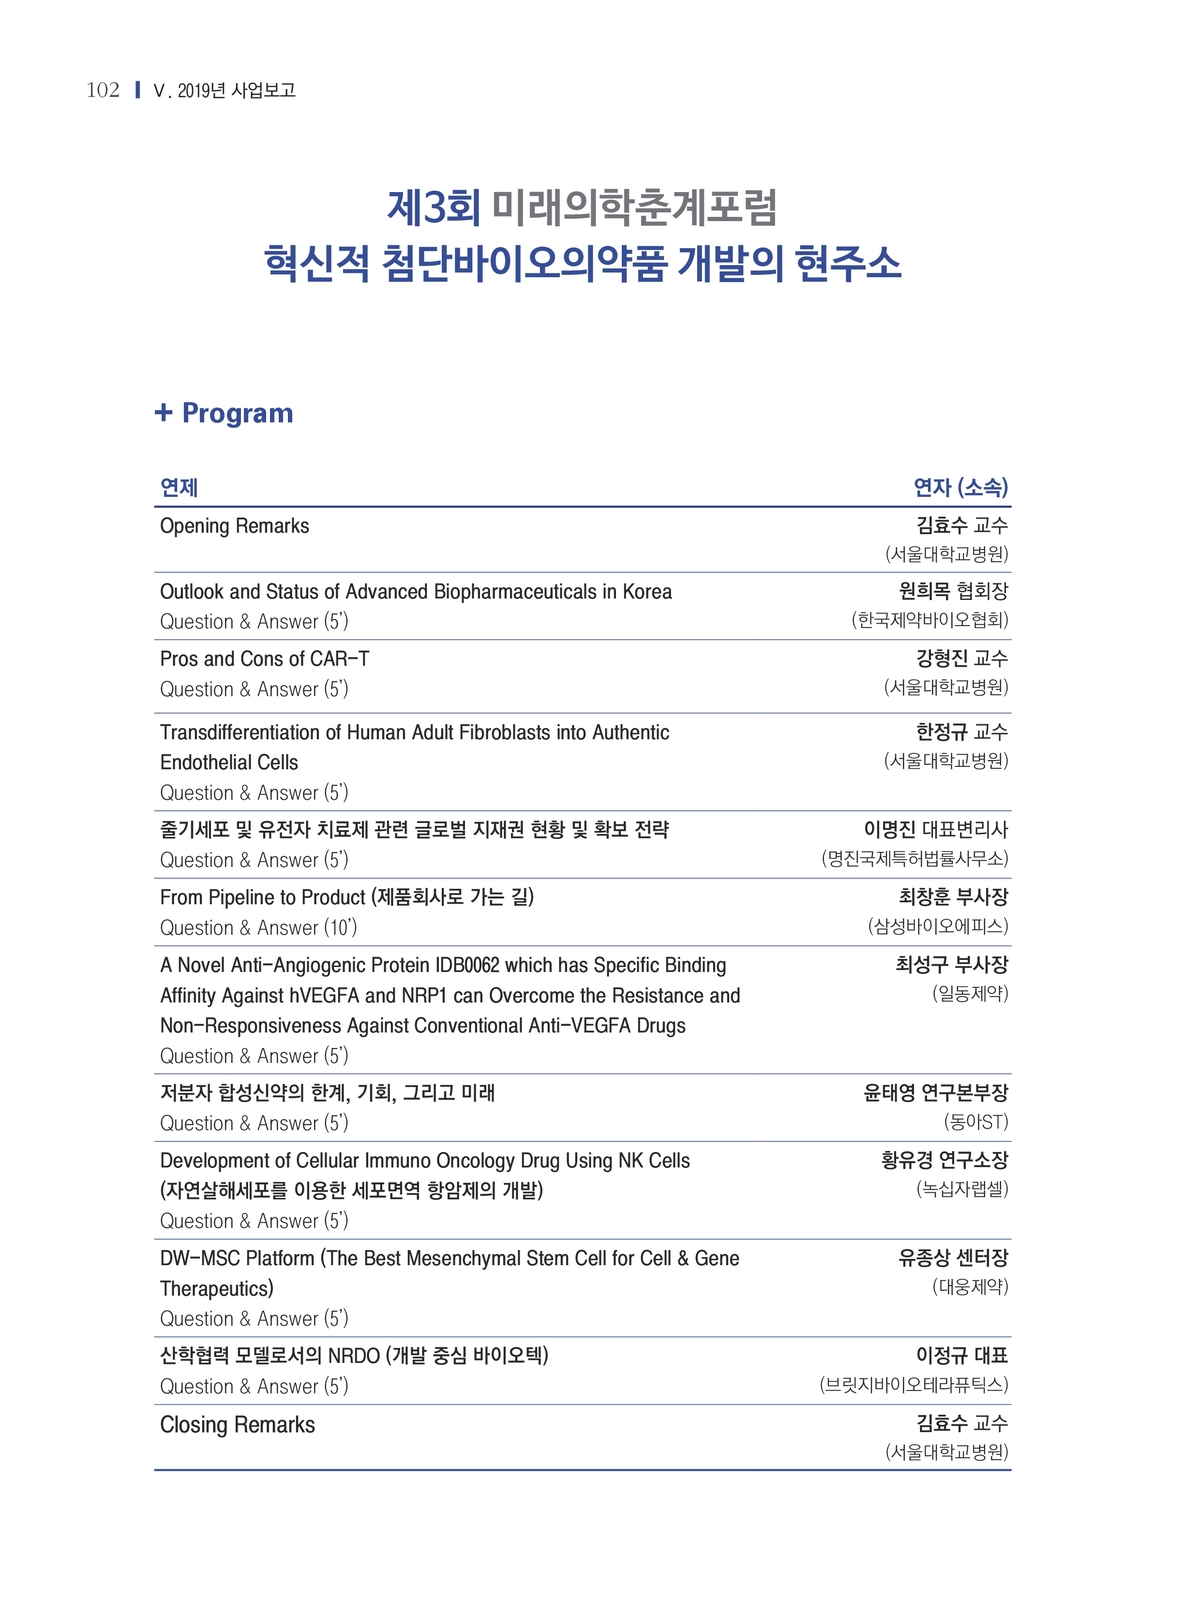 102 V. 2019년 사업보고
제3회 미래의학춘계포럼
혁신적 첨단바이오의약품 개발의 현주소
+ Program
연제 연자 (소속)
Opening Remarks 김효수 교수
(서울대학교병원)
Outlook and Status of Advanced Biopharmaceuticals in Korea 원희목 협회장
Question & Answer (5') (한국제약바이오협회)
Pros and Cons of CAR-T 강형진 교수
Question & Answer (5') (서울대학교병원)
Transdifferentiation of Human Adult Fibroblasts into Authentic 한정규 교수
Endothelial Cells (서울대학교병원)
Question & Answer (5')
줄기세포 및 유전자 치료제 관련 글로벌 지재권 현황 및 확보 전략 이명진 대표변리사
Question & Answer (5') (명진국제특허법률사무소)
From Pipeline to Product (제품회사로 가는 길) 최창훈 부사장
Question & Answer (10') (삼성바이오에피스)
A Novel Anti-Angiogenic Protein IDB0062 which has Specific Binding 최성구 부사장
Affinity Against hVEGFA and NRP1 can Overcome the Resistance and (일동제약)
Non-Responsiveness Against Conventional Anti-VEGFA Drugs
Question & Answer (5')
저분자 합성신약의 한계, 기회, 그리고 미래 윤태영 연구본부장
Question & Answer (5') (동아ST)
Development of Cellular Immuno Oncology Drug Using NK Cells 황유경 연구소장
(자연살해세포를 이용한 세포면역 항암제의 개발) (녹십자랩셀)
Question & Answer (5')
DW-MSC Platform (The Best Mesenchymal Stem Cell for Cell & Gene 유종상 센터장
Therapeutics) (대웅제약)
Question & Answer (5')
산학협력 모델로서의 NRDO (개발 중심 바이오텍) 이정규 대표
Question & Answer (5') (브릿지바이오테라퓨틱스)
Closing Remarks 김효수 교수
(서울대학교병원)